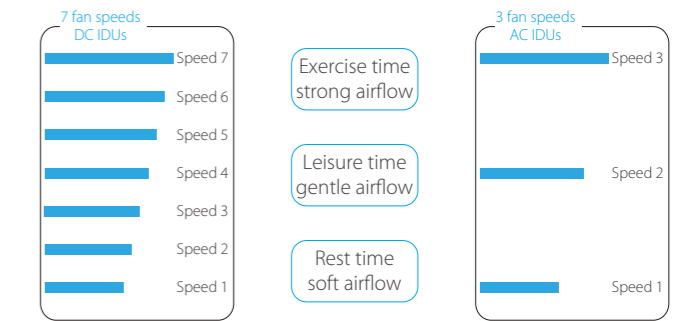 7 fan speeds
DC IDUs
Speed 7
Speed 6
Speed 5
Speed 4
Speed 3
Speed 2
Speed 1
Exercise time
strong airflow
Leisure time
gentle airflow
Rest time
soft airflow
3 fan speeds
AC IDUs
Speed 3
Speed 2
Speed 1